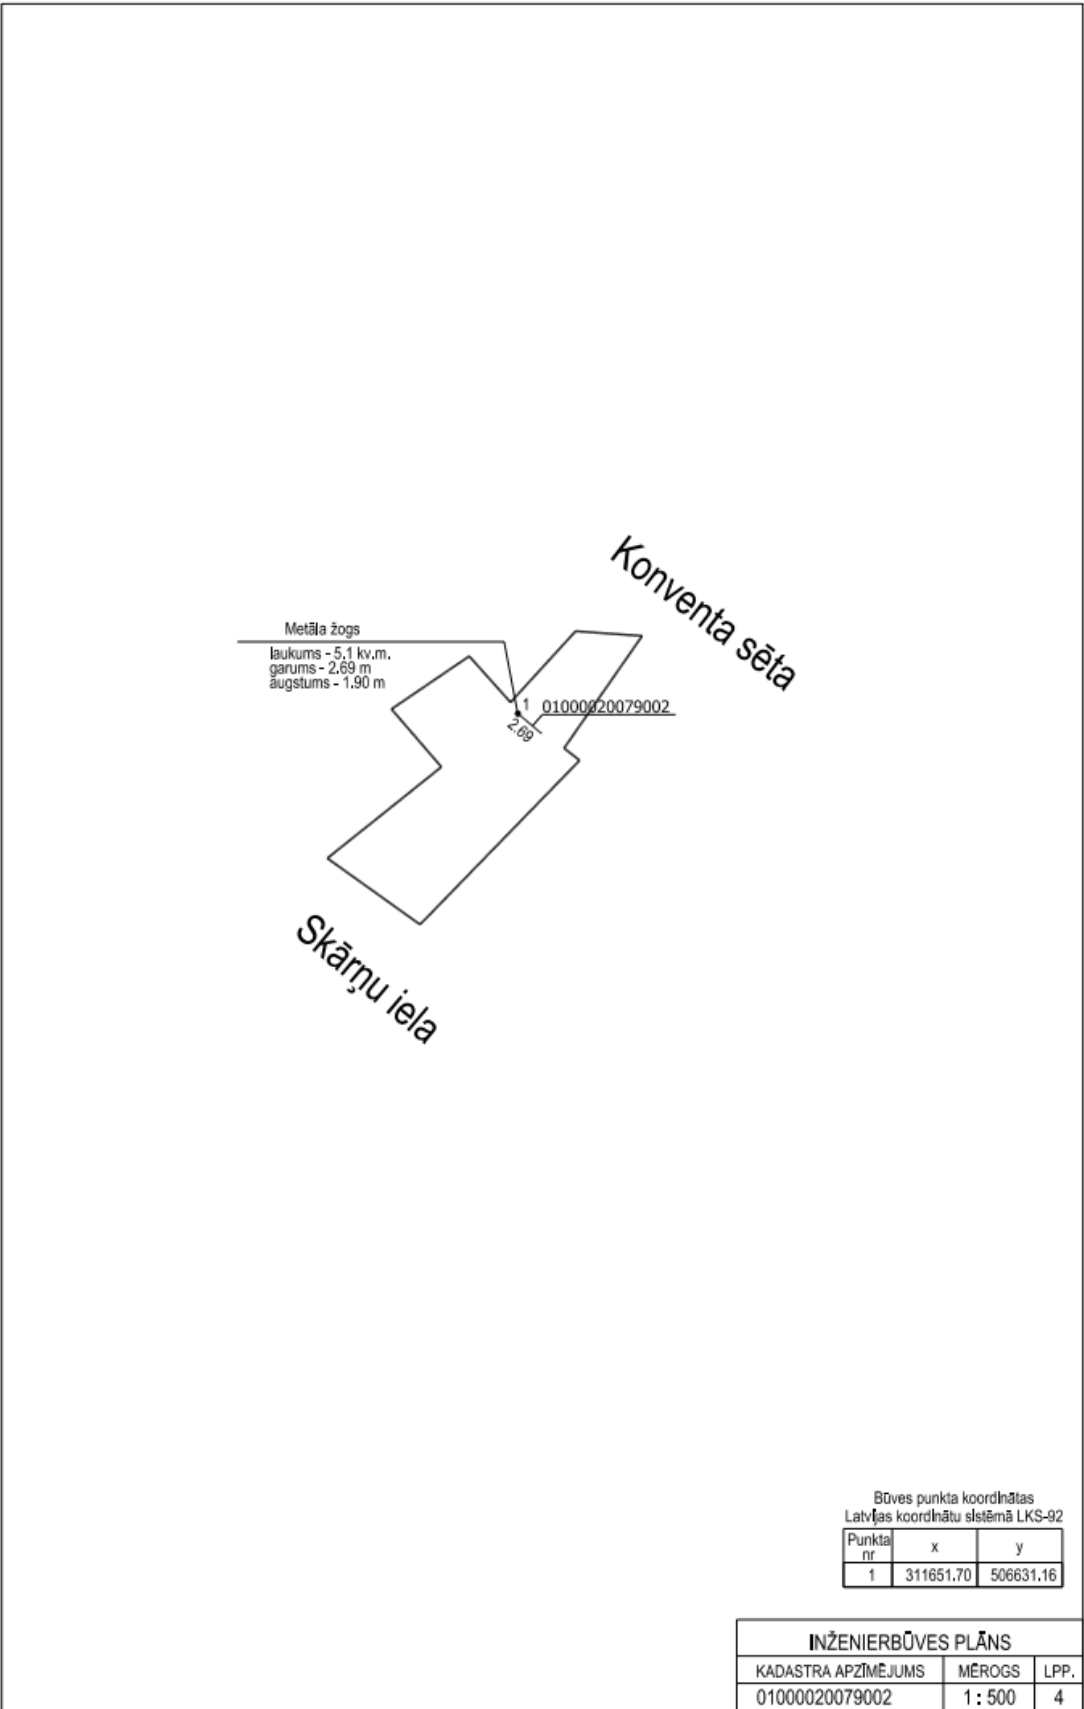 Konventa sēta
Metāla žogs
laukums - 5.1 kv.m.
garums - 2.69 m
augstums - 1.90 m
1
01000020079002
2.69
Skārņu iela
Būves punkta koordinātas
Latvijas koordinātu sistēmā LKS-92
Punkta nr x y
1 311651.70 506631.16
INŽENIERBŪVES PLĀNS
KADASTRA APZĪMĒJUMS MĒROGS LPP.
01000020079002 1 : 500 4